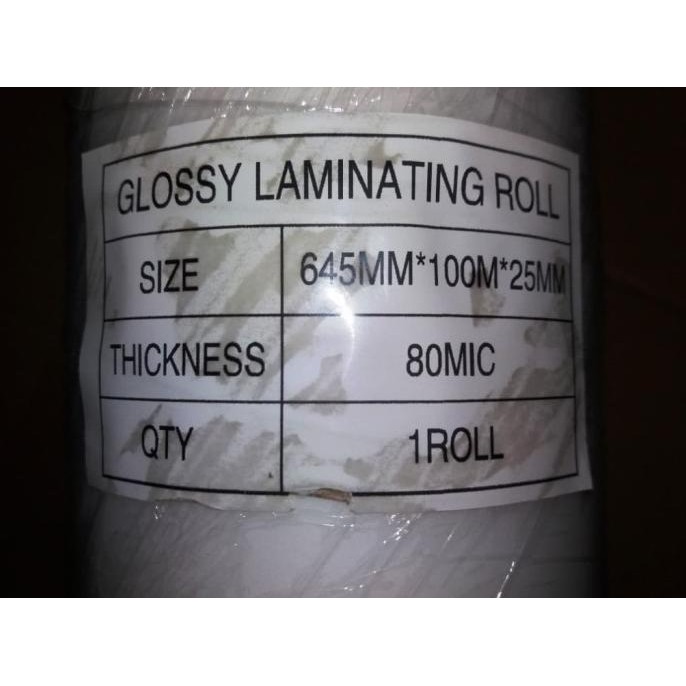 GLOSSY LAMINATING ROLL
SIZE 645MM*100M*25MM
THICKNESS 80MIC
QTY 1ROLL